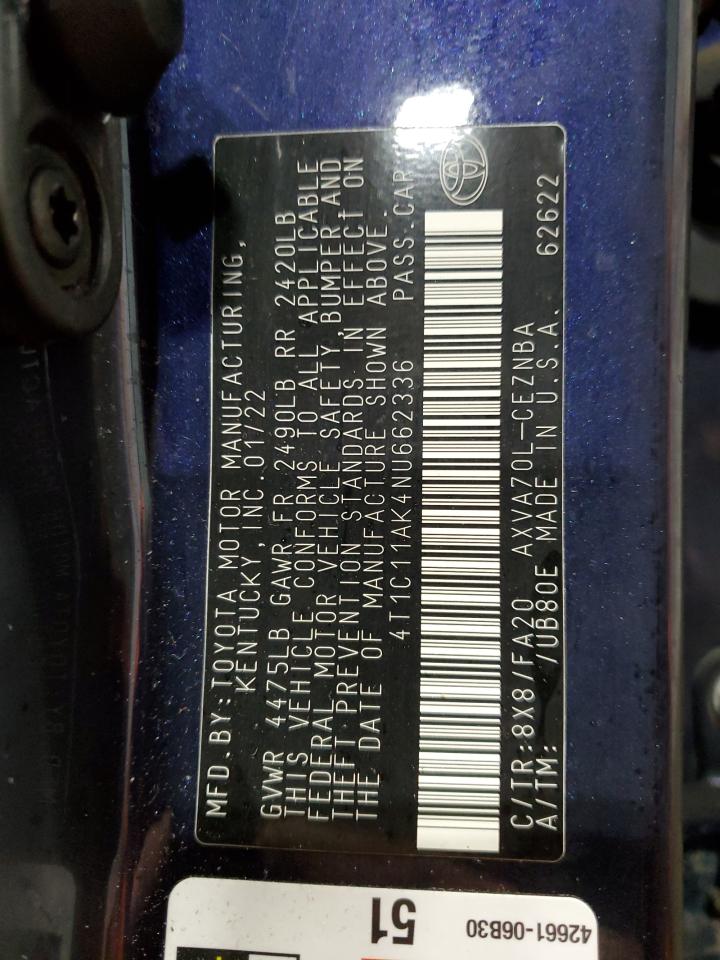 MFD.BY:TOYOTA MOTOR MANUFACTURING,
KENTUCKY,INC.01/22
GVWR 4475LB GAWR FR 2490LB RR 2420LB
THIS VEHICLE CONFORMS TO ALL APPLICABLE
FEDERAL MOTOR VEHICLE SAFETY,BUMPER AND
THEFT PREVENTION STANDARDS IN EFFECT ON
THE DATE OF MANUFACTURE SHOWN ABOVE.
4T1C11AK4NU662336 PASS.CAR
C/TR:8X8/FA20 AXVA70L-CEZNBA
A/TM: /UB80E MADE IN U.S.A. 62622
51
42661-06B30